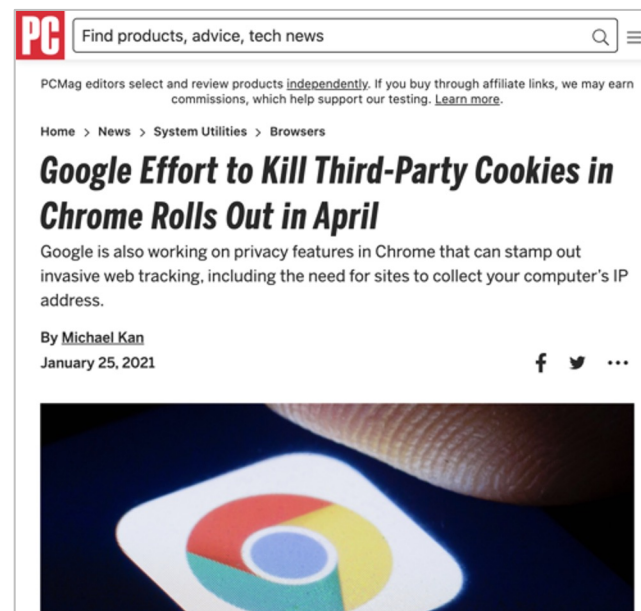 PC
Find products, advice, tech news
PCMag editors select and review products independently. If you buy through affiliate links, we may earn
commissions, which help support our testing. Learn more.
Home > News > System Utilities > Browsers
Google Effort to Kill Third-Party Cookies in
Chrome Rolls Out in April
Google is also working on privacy features in Chrome that can stamp out
invasive web tracking, including the need for sites to collect your computer's IP
address.
By Michael Kan
January 25, 2021